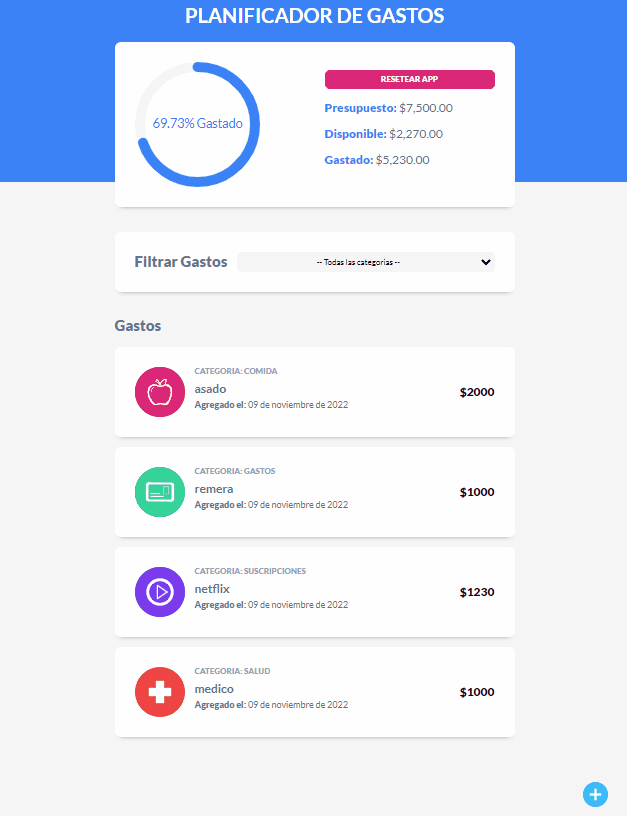 PLANIFICADOR DE GASTOS
69.73% Gastado
RESETEAR APP
Presupuesto: $7,500.00
Disponible: $2,270.00
Gastado: $5,230.00
Filtrar Gastos
-- Todas las categorias --
Gastos
CATEGORIA: COMIDA
asado
Agregado el: 09 de noviembre de 2022
$2000
CATEGORIA: GASTOS
remera
Agregado el: 09 de noviembre de 2022
$1000
CATEGORIA: SUSCRIPCIONES
netflix
Agregado el: 09 de noviembre de 2022
$1230
CATEGORIA: SALUD
medico
Agregado el: 09 de noviembre de 2022
$1000